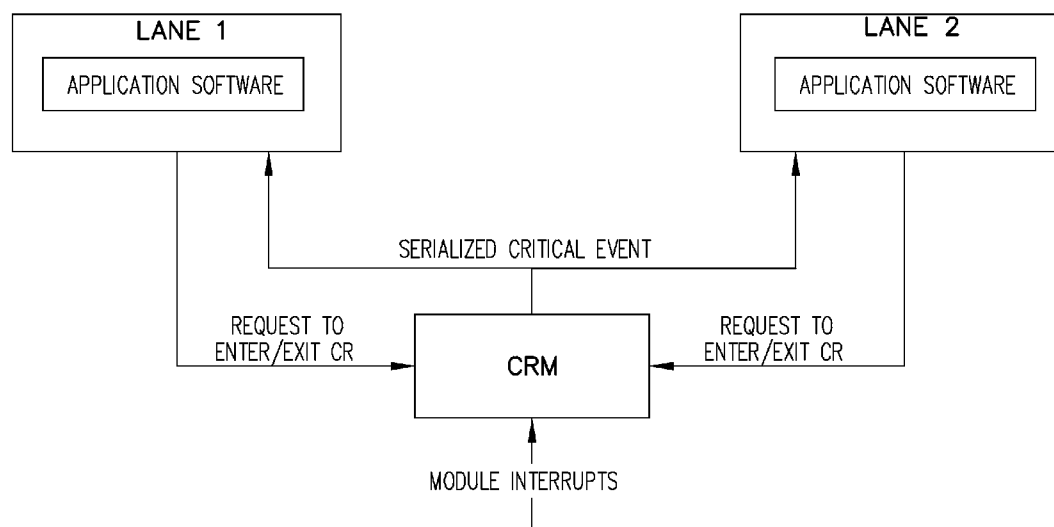 LANE 1
LANE 2
APPLICATION SOFTWARE
APPLICATION SOFTWARE
SERIALIZED CRITICAL EVENT
REQUEST TO
ENTER/EXIT CR
REQUEST TO
ENTER/EXIT CR
CRM
MODULE INTERRUPTS